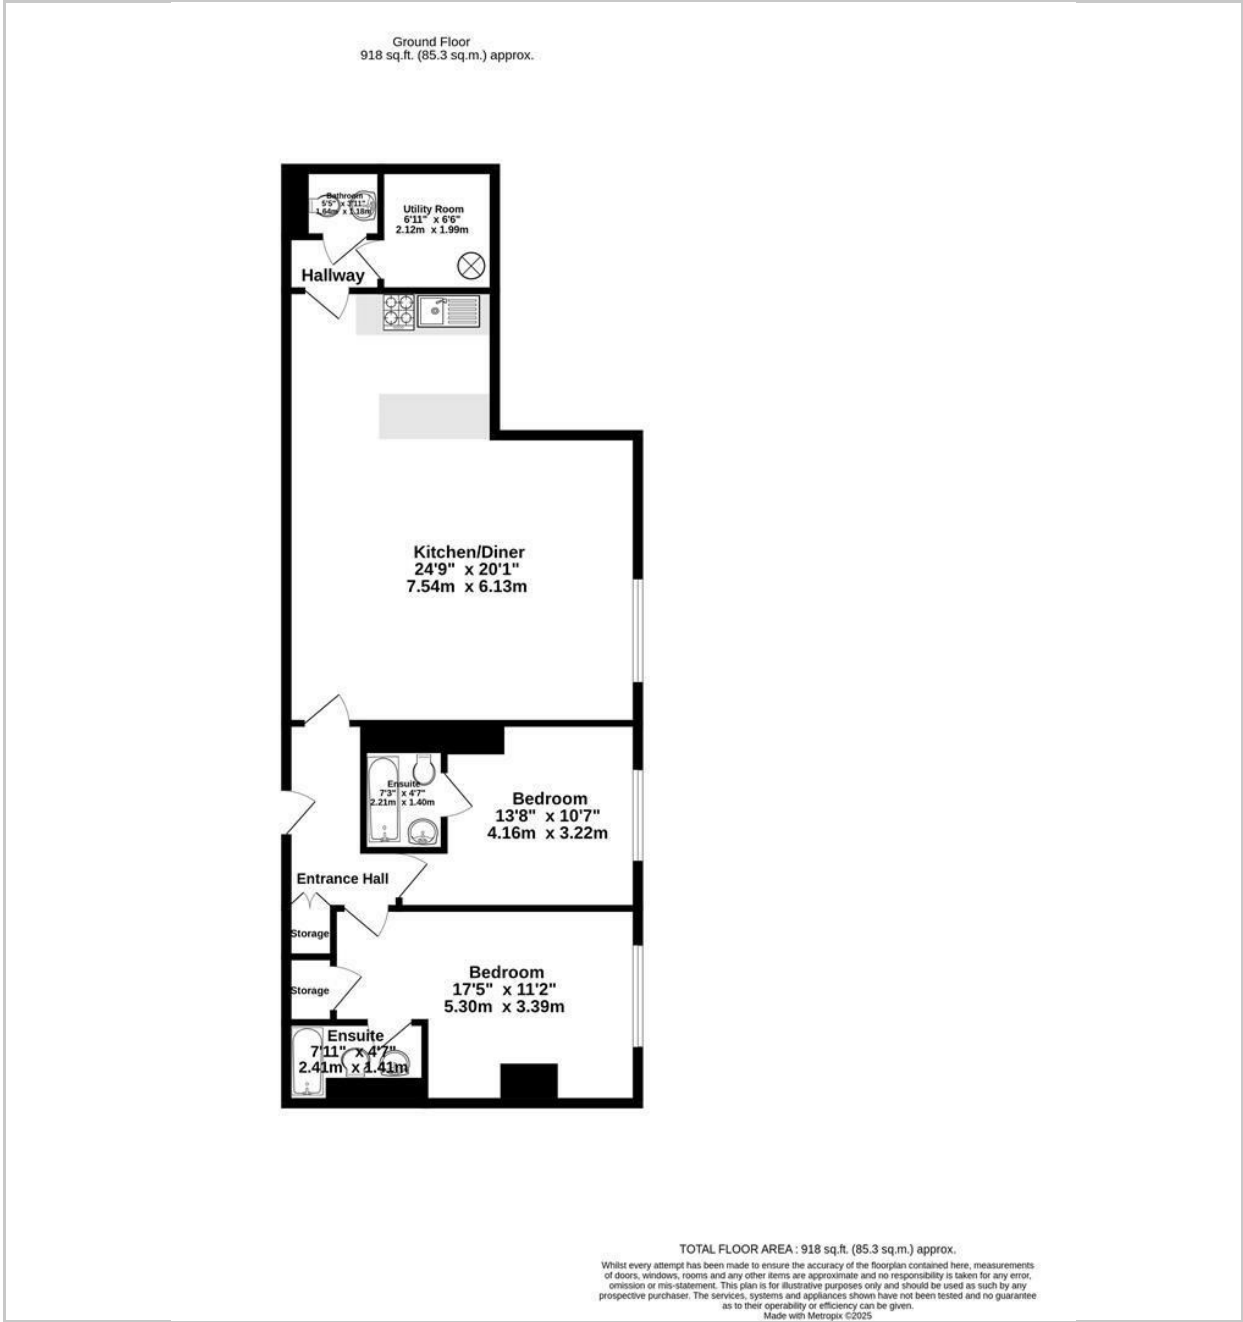 Ground Floor
918 sq.ft. (85.3 sq.m.) approx.
Bathroom
5'5" x 3'11"
1.64m x 1.18m
Utility Room
6'11" x 6'6"
2.12m x 1.99m
Hallway
Kitchen/Diner
24'9" x 20'1"
7.54m x 6.13m
Ensuite
7'3" x 4'7"
2.21m x 1.40m
Bedroom
13'8" x 10'7"
4.16m x 3.22m
Entrance Hall
Storage
Storage
Bedroom
17'5" x 11'2"
5.30m x 3.39m
Ensuite
7'11" x 4'7"
2.41m x 1.41m
TOTAL FLOOR AREA : 918 sq.ft. (85.3 sq.m.) approx.
Whilst every attempt has been made to ensure the accuracy of the floorplan contained here, measurements
of doors, windows, rooms and any other items are approximate and no responsibility is taken for any error,
omission or mis-statement. This plan is for illustrative purposes only and should be used as such by any
prospective purchaser. The services, systems and appliances shown have not been tested and no guarantee
as to their operability or efficiency can be given.
Made with Metropix ©2025